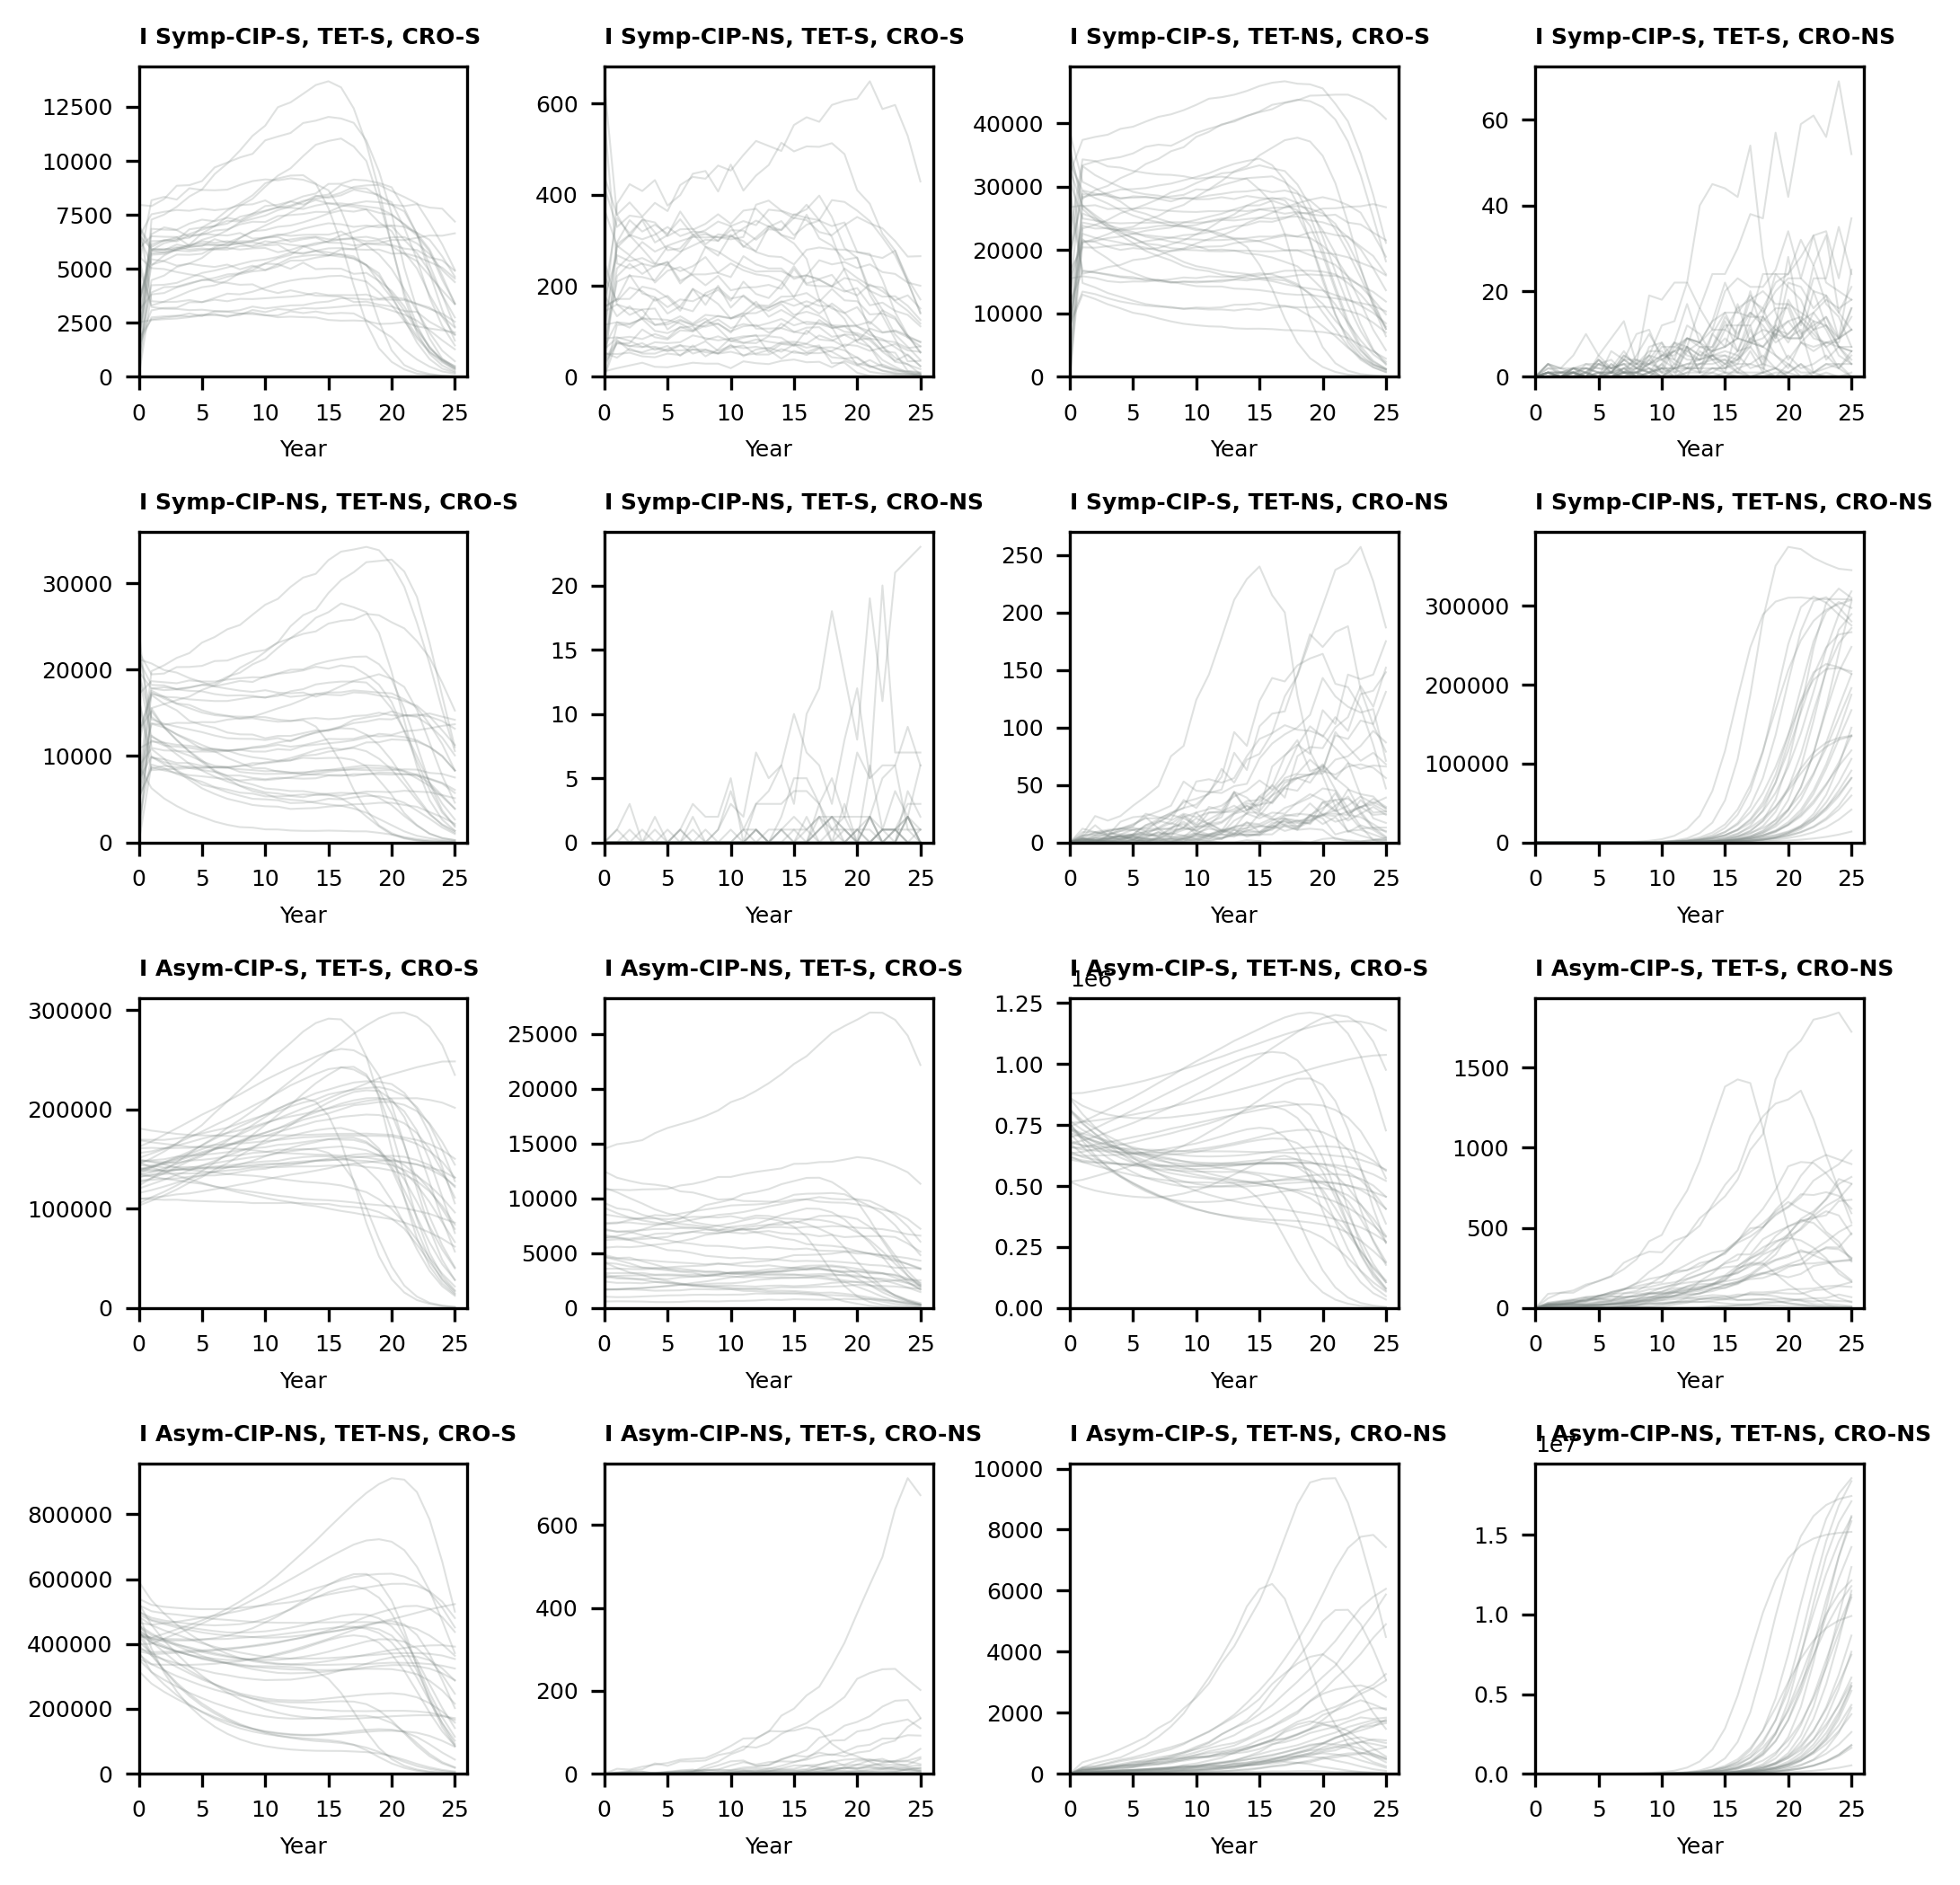 I Symp-CIP-S, TET-S, CRO-S
12500
10000
7500
5000
2500
0
0 5 10 15 20 25
Year
I Symp-CIP-NS, TET-S, CRO-S
600
400
200
0
0 5 10 15 20 25
Year
I Symp-CIP-S, TET-NS, CRO-S
40000
30000
20000
10000
0
0 5 10 15 20 25
Year
I Symp-CIP-S, TET-S, CRO-NS
60
40
20
0
0 5 10 15 20 25
Year
I Symp-CIP-NS, TET-NS, CRO-S
30000
20000
10000
0
0 5 10 15 20 25
Year
I Symp-CIP-NS, TET-S, CRO-NS
20
15
10
5
0
0 5 10 15 20 25
Year
I Symp-CIP-S, TET-NS, CRO-NS
250
200
150
100
50
0
0 5 10 15 20 25
Year
I Symp-CIP-NS, TET-NS, CRO-NS
300000
200000
100000
0
0 5 10 15 20 25
Year
I Asym-CIP-S, TET-S, CRO-S
300000
200000
100000
0
0 5 10 15 20 25
Year
I Asym-CIP-NS, TET-S, CRO-S
25000
20000
15000
10000
5000
0
0 5 10 15 20 25
Year
I Asym-CIP-S, TET-NS, CRO-S
1e6
1.25
1.00
0.75
0.50
0.25
0.00
0 5 10 15 20 25
Year
I Asym-CIP-S, TET-S, CRO-NS
1500
1000
500
0
0 5 10 15 20 25
Year
I Asym-CIP-NS, TET-NS, CRO-S
800000
600000
400000
200000
0
0 5 10 15 20 25
Year
I Asym-CIP-NS, TET-S, CRO-NS
600
400
200
0
0 5 10 15 20 25
Year
I Asym-CIP-S, TET-NS, CRO-NS
10000
8000
6000
4000
2000
0
0 5 10 15 20 25
Year
I Asym-CIP-NS, TET-NS, CRO-NS
1e7
1.5
1.0
0.5
0.0
0 5 10 15 20 25
Year